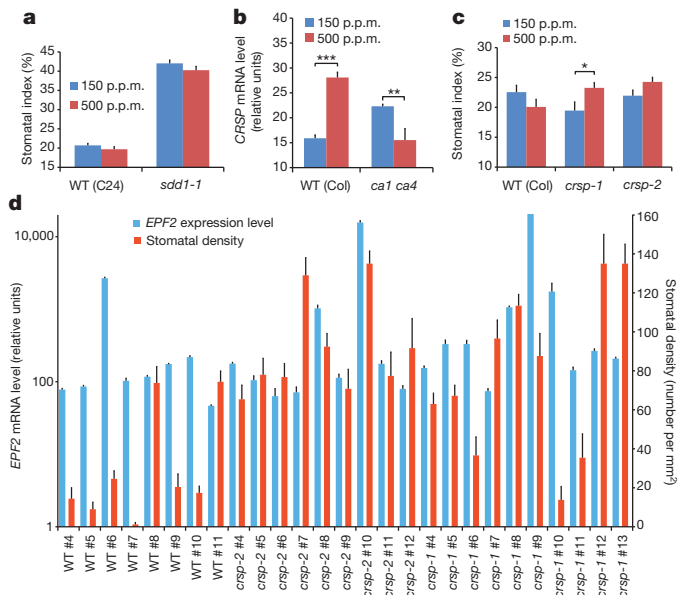 a
Stomatal index (%)
45
40
35
30
25
20
15
150 p.p.m.
500 p.p.m.
WT (C24)
sdd1-1
b
CRSP mRNA level
(relative units)
40
35
30
25
20
15
10
150 p.p.m.
500 p.p.m.
***
**
WT (Col)
ca1 ca4
c
Stomatal index (%)
30
25
20
15
10
150 p.p.m.
500 p.p.m.
*
WT (Col)
crsp-1
crsp-2
d
EPF2 mRNA level (relative units)
10,000
100
1
EPF2 expression level
Stomatal density
160
140
120
100
80
60
40
20
0
Stomatal density (number per mm²)
WT #4
WT #5
WT #6
WT #7
WT #8
WT #9
WT #10
WT #11
crsp-2 #4
crsp-2 #5
crsp-2 #6
crsp-2 #7
crsp-2 #8
crsp-2 #9
crsp-2 #10
crsp-2 #11
crsp-2 #12
crsp-1 #4
crsp-1 #5
crsp-1 #6
crsp-1 #7
crsp-1 #8
crsp-1 #9
crsp-1 #10
crsp-1 #11
crsp-1 #12
crsp-1 #13